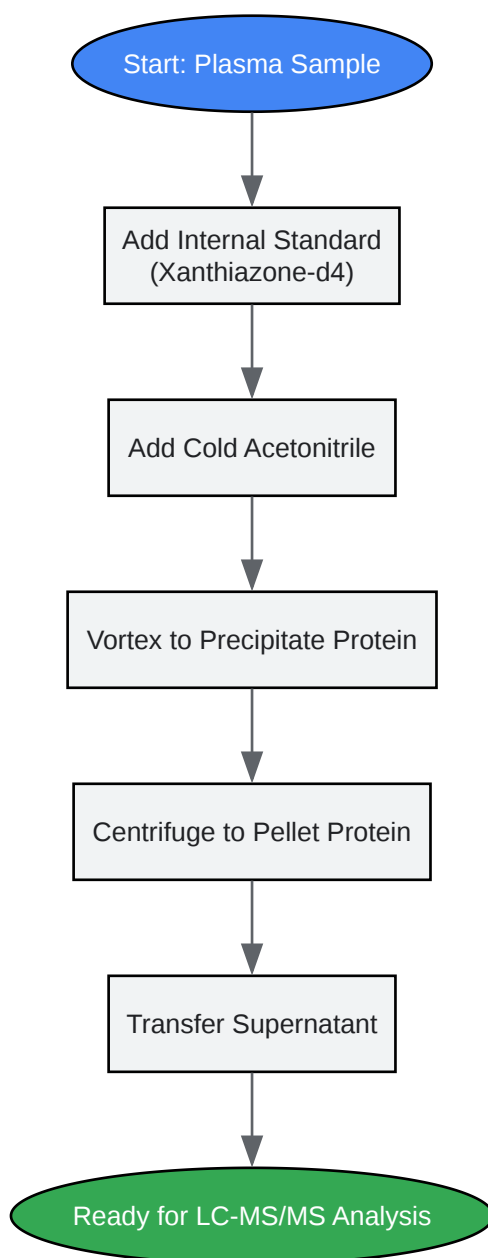 Start: Plasma Sample
Add Internal Standard
(Xanthiazone-d4)
Add Cold Acetonitrile
Vortex to Precipitate Protein
Centrifuge to Pellet Protein
Transfer Supernatant
Ready for LC-MS/MS Analysis